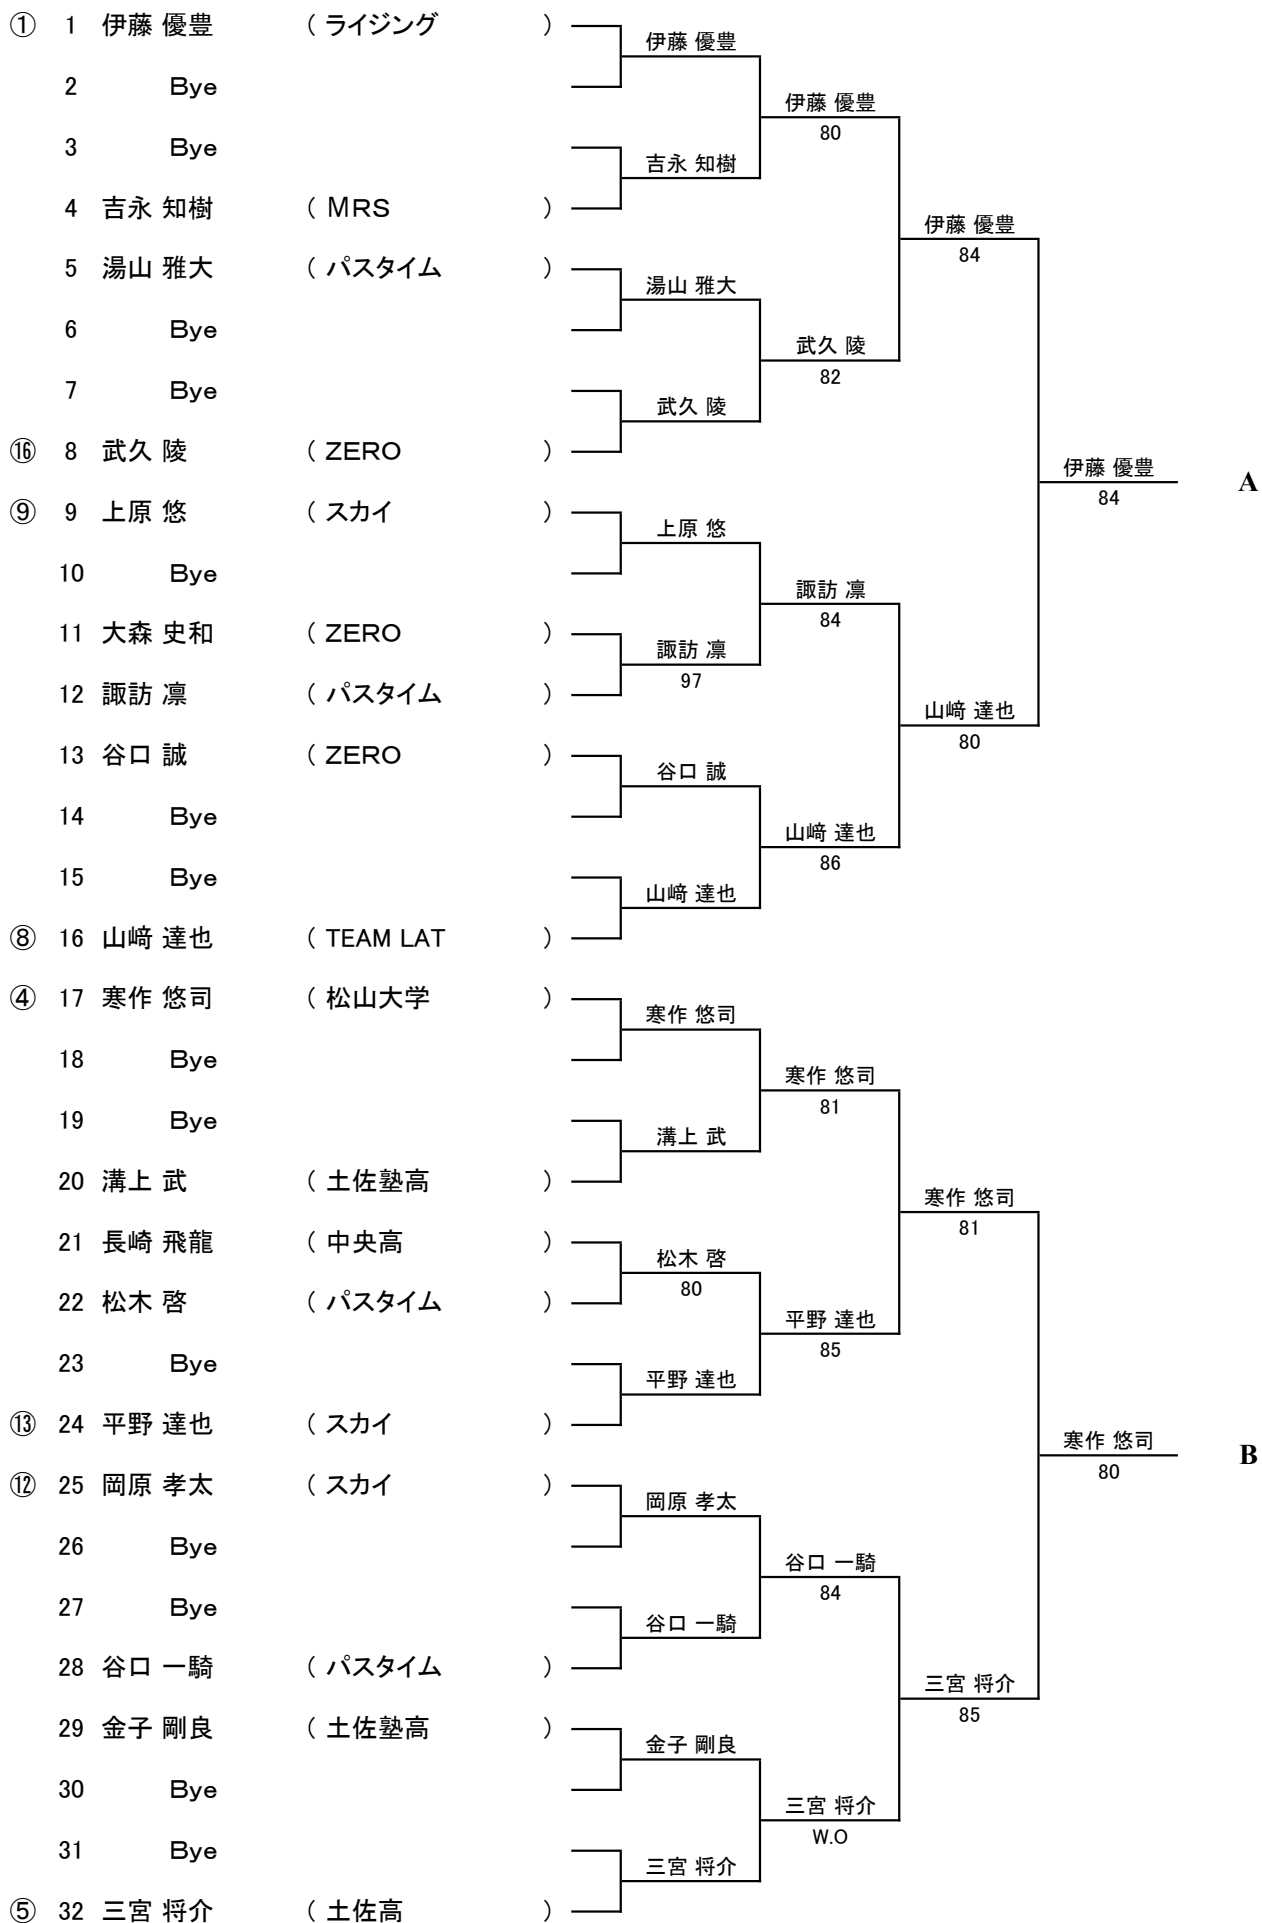 ① 1 伊藤 優豊 （ ライジング ）
伊藤 優豊
2 Bye
伊藤 優豊
80
3 Bye
吉永 知樹
4 吉永 知樹 （ MRS ）
伊藤 優豊
84
5 湯山 雅大 （ パスタイム ）
湯山 雅大
6 Bye
武久 陵
82
7 Bye
武久 陵
⑯ 8 武久 陵 （ ZERO ）
伊藤 優豊
84
A
⑨ 9 上原 悠 （ スカイ ）
上原 悠
10 Bye
諏訪 凛
84
11 大森 史和 （ ZERO ）
諏訪 凛
97
12 諏訪 凛 （ パスタイム ）
山﨑 達也
80
13 谷口 誠 （ ZERO ）
谷口 誠
14 Bye
山﨑 達也
86
15 Bye
山﨑 達也
⑧ 16 山﨑 達也 （ TEAM LAT ）
④ 17 寒作 悠司 （ 松山大学 ）
寒作 悠司
18 Bye
寒作 悠司
81
19 Bye
溝上 武
20 溝上 武 （ 土佐塾高 ）
寒作 悠司
81
21 長崎 飛龍 （ 中央高 ）
松木 啓
80
22 松木 啓 （ パスタイム ）
平野 達也
85
23 Bye
平野 達也
⑬ 24 平野 達也 （ スカイ ）
寒作 悠司
80
B
⑫ 25 岡原 孝太 （ スカイ ）
岡原 孝太
26 Bye
谷口 一騎
84
27 Bye
谷口 一騎
28 谷口 一騎 （ パスタイム ）
三宮 将介
85
29 金子 剛良 （ 土佐塾高 ）
金子 剛良
30 Bye
三宮 将介
W.O
31 Bye
三宮 将介
⑤ 32 三宮 将介 （ 土佐高 ）